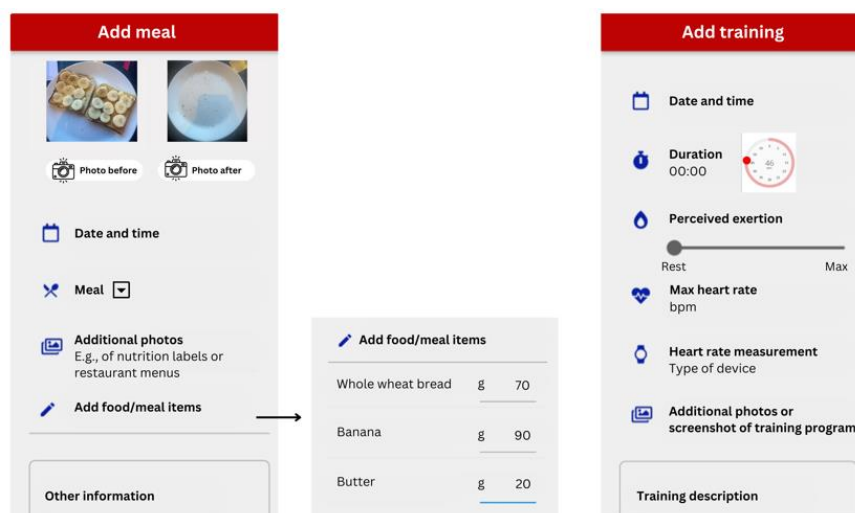 Add meal
Photo before
Photo after
Date and time
Meal
Additional photos
E.g., of nutrition labels or
restaurant menus
Add food/meal items
Other information
Add food/meal items
Whole wheat bread g 70
Banana g 90
Butter g 20
Add training
Date and time
Duration
00:00
46
Perceived exertion
Rest Max
Max heart rate
bpm
Heart rate measurement
Type of device
Additional photos or
screenshot of training program
Training description